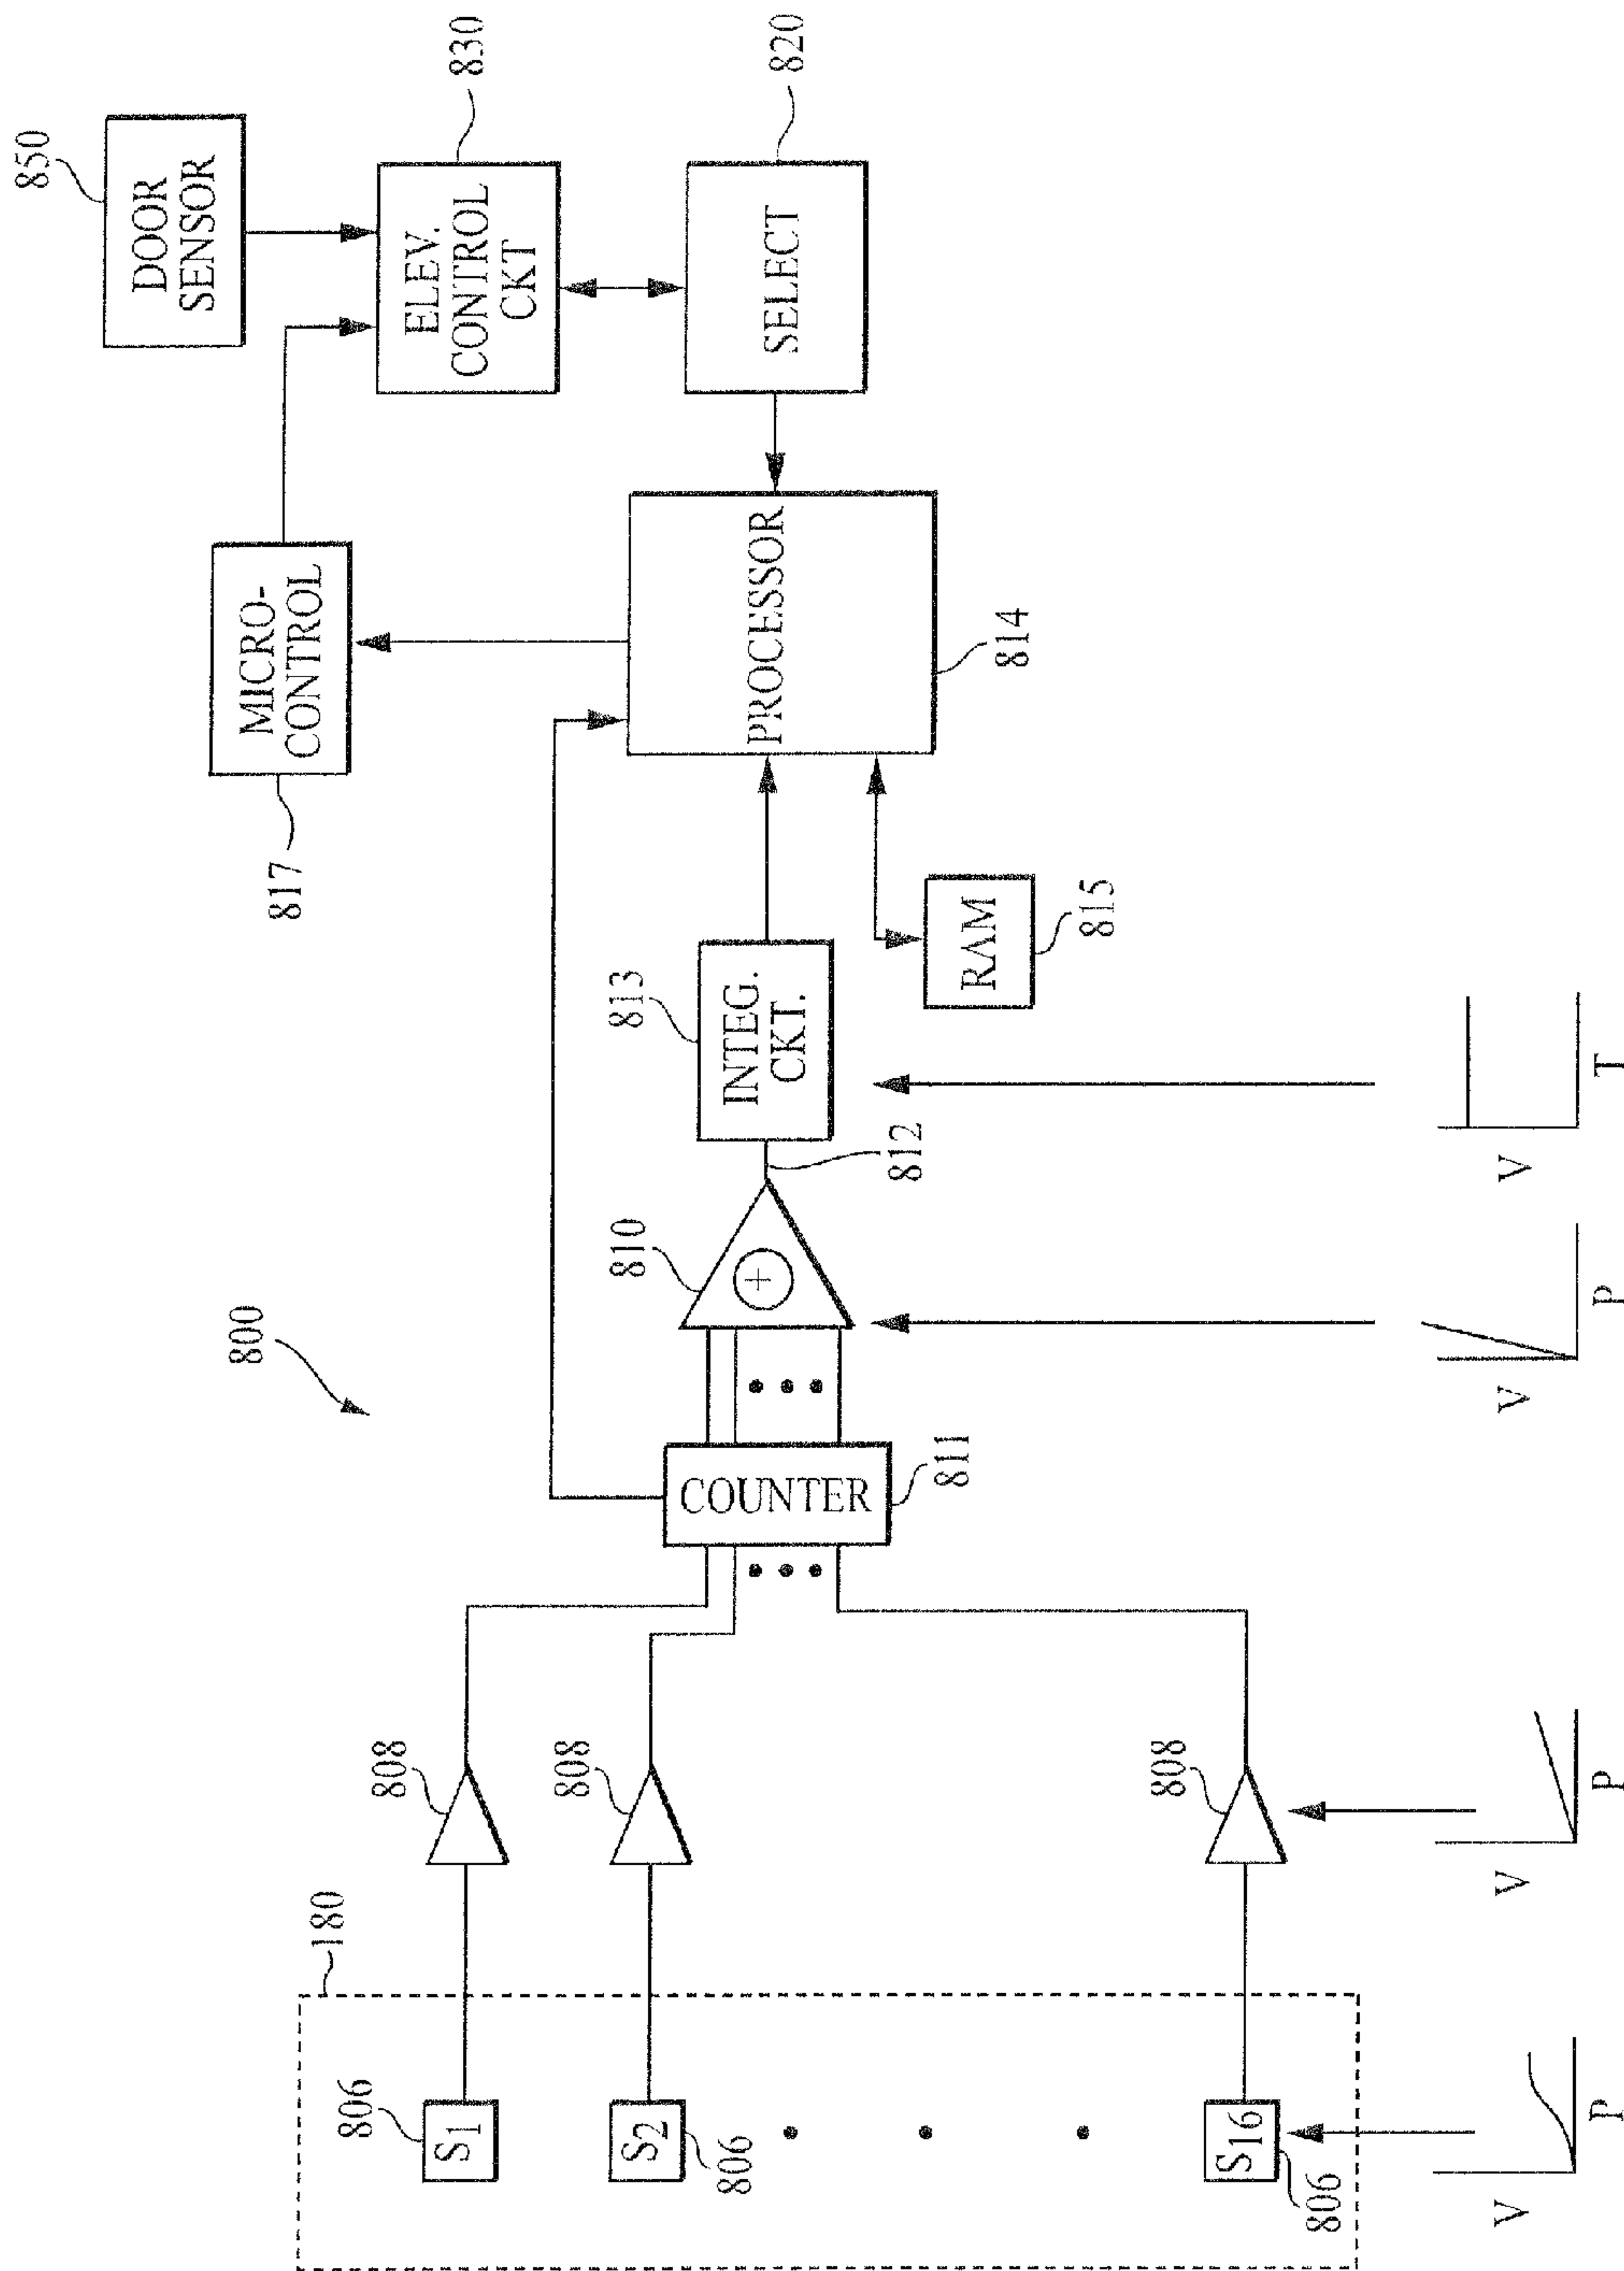 850
DOOR
SENSOR
830
ELEV.
CONTROL
CKT
820
SELECT
MICRO-
CONTROL
817
PROCESSOR
814
813
INTEG.
CKT.
RAM
815
812
810
800
COUNTER
811
808
808
808
180
806
S1
S2
806
S16
806
V
P
V
P
V
P
V
T